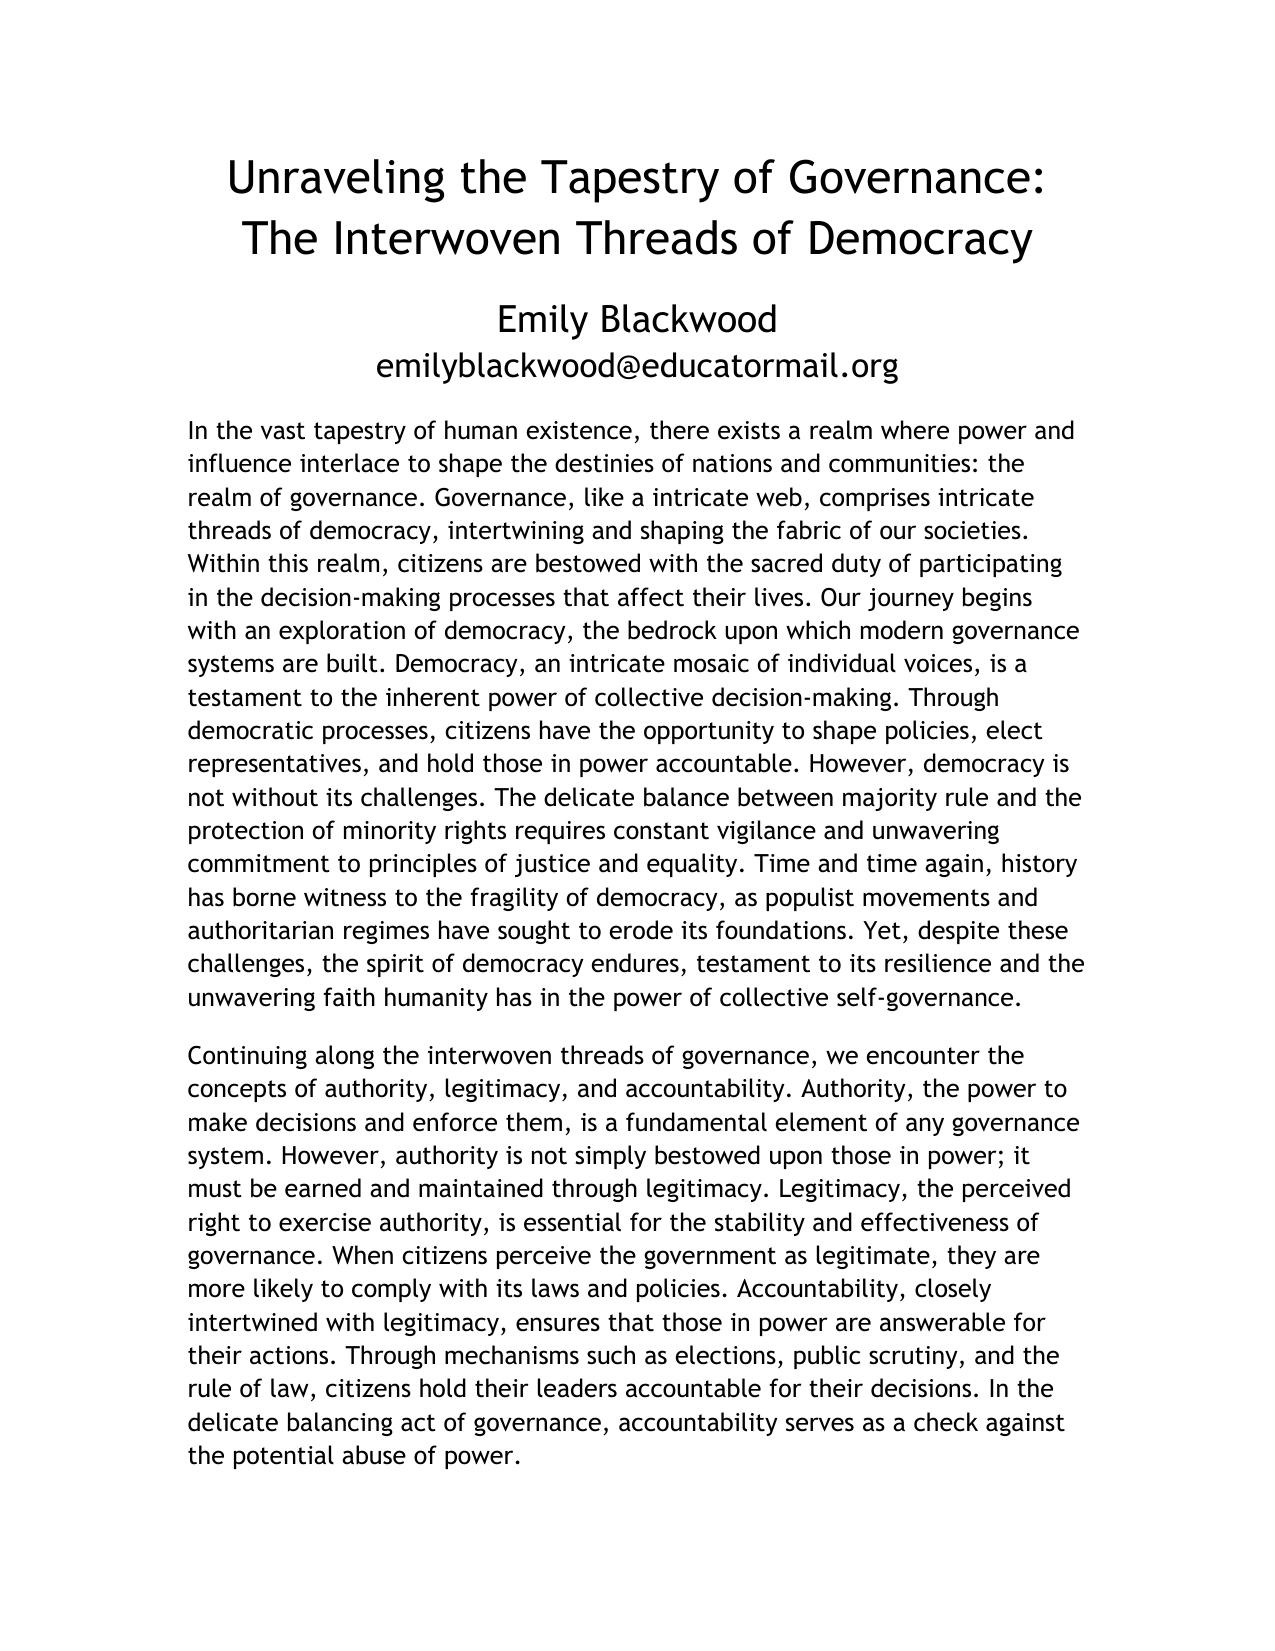 Unraveling the Tapestry of Governance:
The Interwoven Threads of Democracy
Emily Blackwood
emilyblackwood@educatormail.org
In the vast tapestry of human existence, there exists a realm where power and
influence interlace to shape the destinies of nations and communities: the
realm of governance. Governance, like a intricate web, comprises intricate
threads of democracy, intertwining and shaping the fabric of our societies.
Within this realm, citizens are bestowed with the sacred duty of participating
in the decision-making processes that affect their lives. Our journey begins
with an exploration of democracy, the bedrock upon which modern governance
systems are built. Democracy, an intricate mosaic of individual voices, is a
testament to the inherent power of collective decision-making. Through
democratic processes, citizens have the opportunity to shape policies, elect
representatives, and hold those in power accountable. However, democracy is
not without its challenges. The delicate balance between majority rule and the
protection of minority rights requires constant vigilance and unwavering
commitment to principles of justice and equality. Time and time again, history
has borne witness to the fragility of democracy, as populist movements and
authoritarian regimes have sought to erode its foundations. Yet, despite these
challenges, the spirit of democracy endures, testament to its resilience and the
unwavering faith humanity has in the power of collective self-governance.
Continuing along the interwoven threads of governance, we encounter the
concepts of authority, legitimacy, and accountability. Authority, the power to
make decisions and enforce them, is a fundamental element of any governance
system. However, authority is not simply bestowed upon those in power; it
must be earned and maintained through legitimacy. Legitimacy, the perceived
right to exercise authority, is essential for the stability and effectiveness of
governance. When citizens perceive the government as legitimate, they are
more likely to comply with its laws and policies. Accountability, closely
intertwined with legitimacy, ensures that those in power are answerable for
their actions. Through mechanisms such as elections, public scrutiny, and the
rule of law, citizens hold their leaders accountable for their decisions. In the
delicate balancing act of governance, accountability serves as a check against
the potential abuse of power.